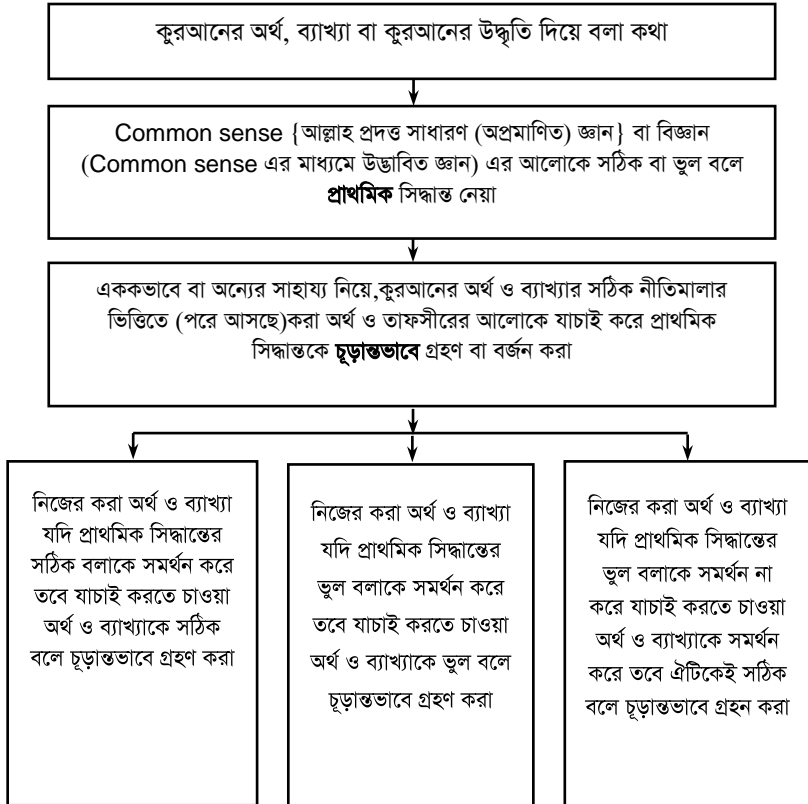 কুরআনের অর্থ, ব্যাখ্যা বা কুরআনের উদ্ধৃতি দিয়ে বলা কথা
Common sense {আল্লাহ প্রদত্ত সাধারণ (অপ্রমাণিত) জ্ঞান} বা বিজ্ঞান
(Common sense এর মাধ্যমে উদ্ভাবিত জ্ঞান) এর আলোকে সঠিক বা ভুল বলে
প্রাথমিক সিদ্ধান্ত নেয়া
এককভাবে বা অন্যের সাহায্য নিয়ে,কুরআনের অর্থ ও ব্যাখ্যার সঠিক নীতিমালার
ভিত্তিতে (পরে আসছে)করা অর্থ ও তাফসীরের আলোকে যাচাই করে প্রাথমিক
সিদ্ধান্তকে চূড়ান্তভাবে গ্রহণ বা বর্জন করা
নিজের করা অর্থ ও ব্যাখ্যা
যদি প্রাথমিক সিদ্ধান্তের
সঠিক বলাকে সমর্থন করে
তবে যাচাই করতে চাওয়া
অর্থ ও ব্যাখ্যাকে সঠিক
বলে চূড়ান্তভাবে গ্রহণ করা
নিজের করা অর্থ ও ব্যাখ্যা
যদি প্রাথমিক সিদ্ধান্তের
ভুল বলাকে সমর্থন করে
তবে যাচাই করতে চাওয়া
অর্থ ও ব্যাখ্যাকে ভুল বলে
চূড়ান্তভাবে গ্রহণ করা
নিজের করা অর্থ ও ব্যাখ্যা
যদি প্রাথমিক সিদ্ধান্তের
ভুল বলাকে সমর্থন না
করে যাচাই করতে চাওয়া
অর্থ ও ব্যাখ্যাকে সমর্থন
করে তবে ঐটিকেই সঠিক
বলে চূড়ান্তভাবে গ্রহন করা